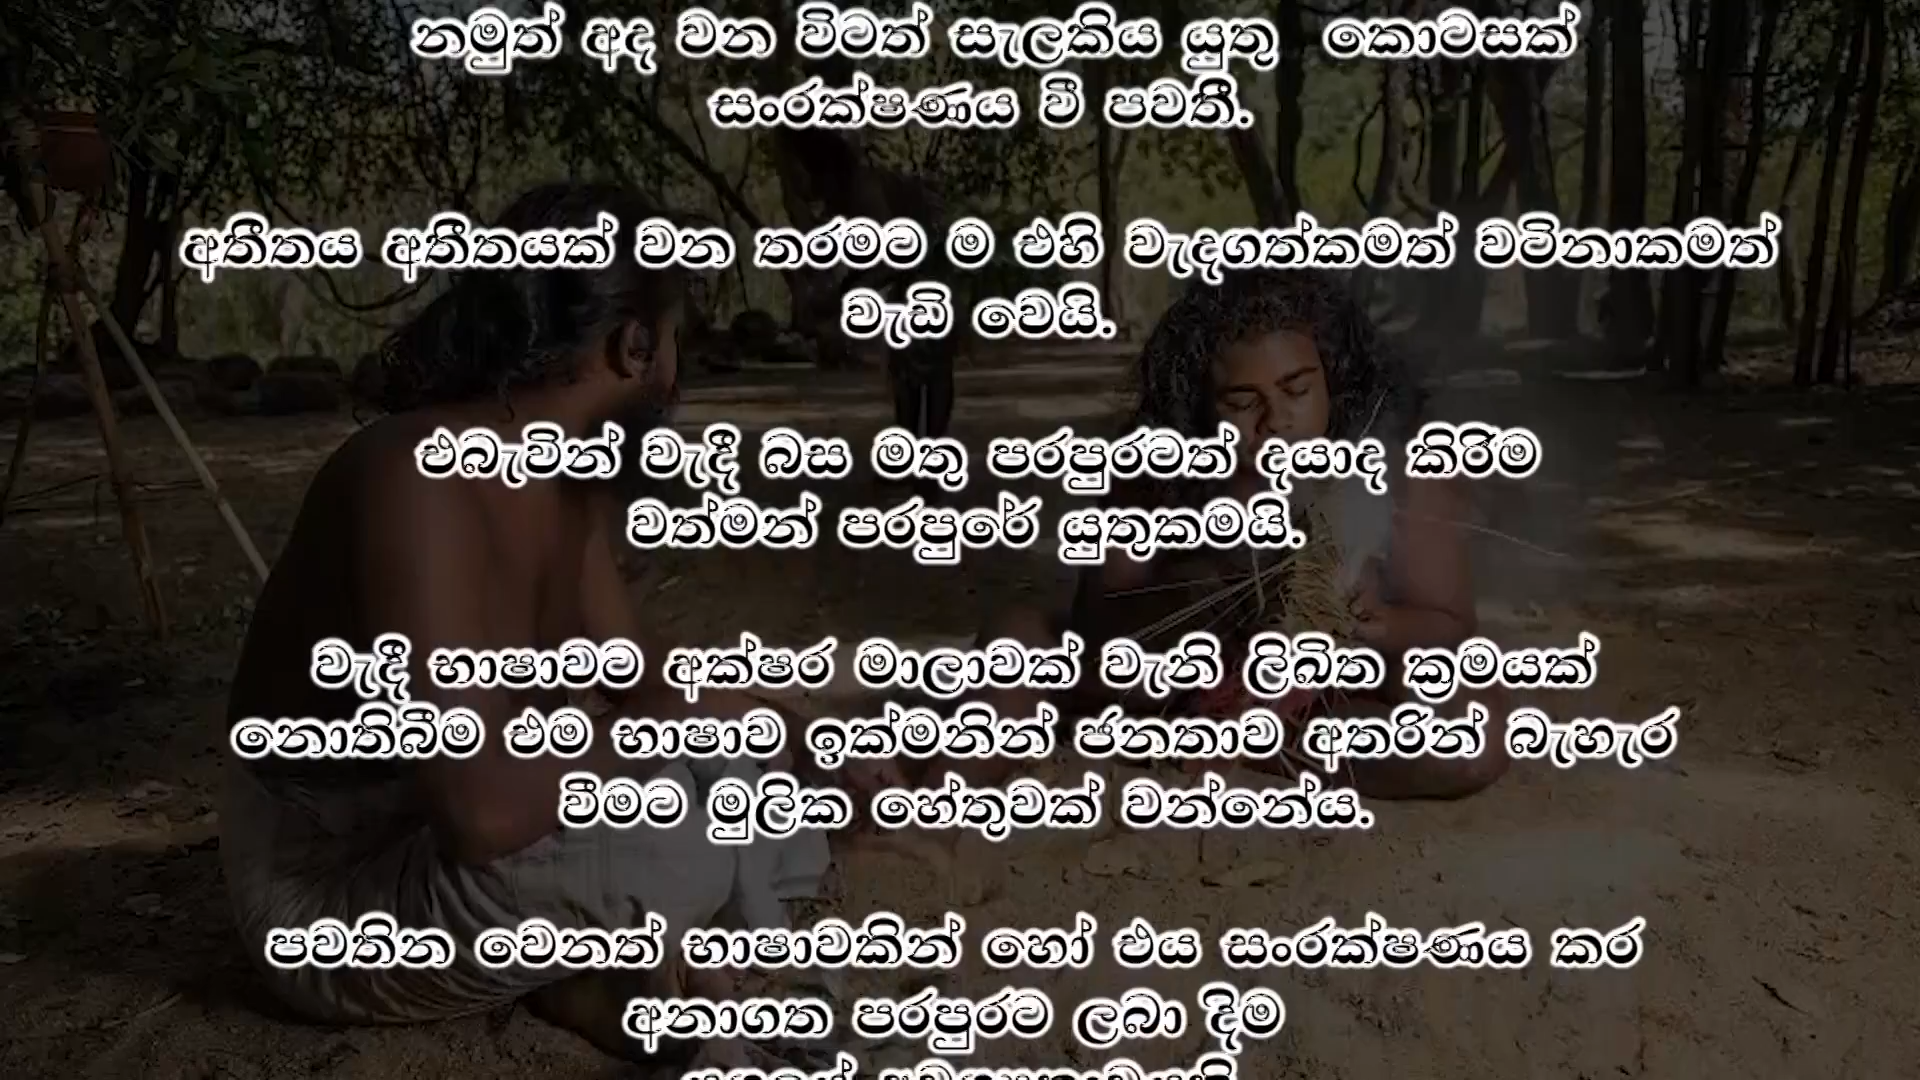 නමුත් අද වන විටත් සැලකිය යුතු කොටසක්
සංරක්ෂණය වී පවතී.
අතීතය අතීතයක් වන තරමට ම එහි වැදගත්කමත් වටිනාකමත්
වැඩි වෙයි.
එබැවින් වැදී බස මතු පරපුරටත් දයාද කිරීම
වත්මන් පරපුරේ යුතුකමයි.
වැදී භාෂාවට අක්ෂර මාලාවක් වැනි ලිඛිත ක්‍රමයක්
නොතිබීම එම භාෂාව ඉක්මනින් ජනතාව අතරින් බැහැර
වීමට මුලික හේතුවක් වන්නේය.
පවතින වෙනත් භාෂාවකින් හෝ එය සංරක්ෂණය කර
අනාගත පරපුරට ලබා දිම